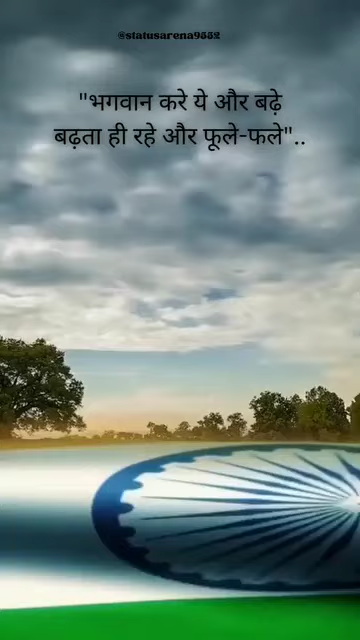 @statusarena9552
"भगवान करे ये और बढ़े
बढ़ता ही रहे और फूले-फले"..